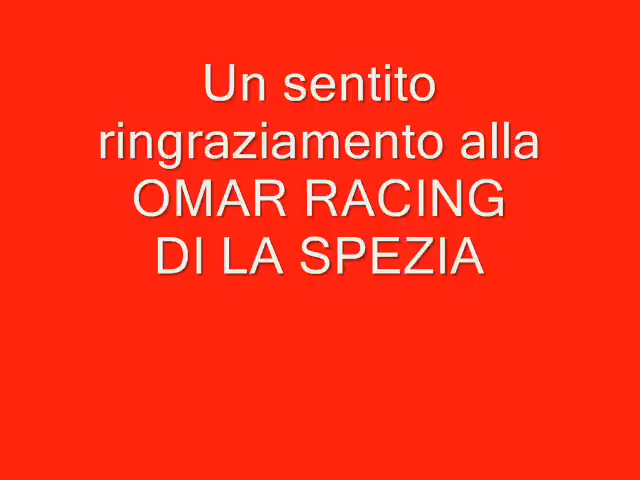 Un sentito
ringraziamento alla
OMAR RACING
DI LA SPEZIA